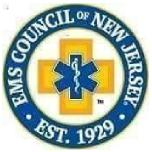 EMS COUNCIL OF NEW JERSEY
• EST. 1929 •
TM